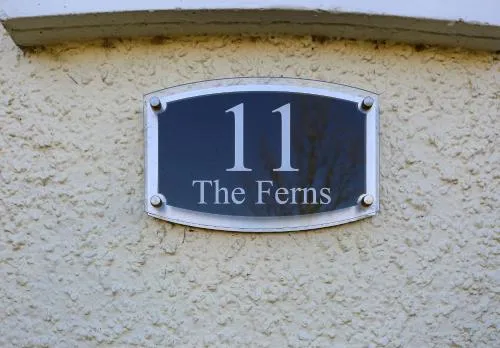 11
The Ferns